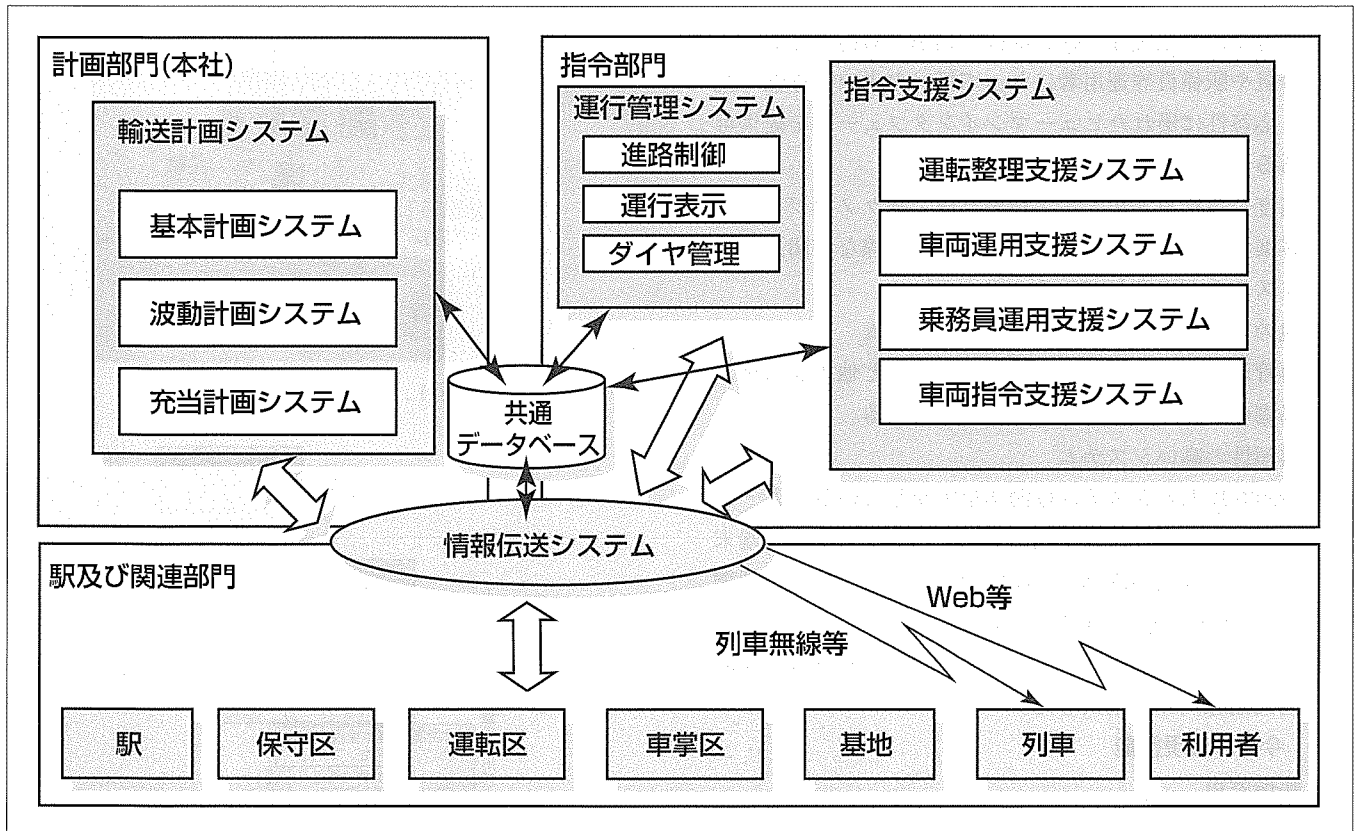 計画部門(本社)
輸送計画システム
基本計画システム
波動計画システム
充当計画システム
指令部門
運行管理システム
進路制御
運行表示
ダイヤ管理
指令支援システム
運転整理支援システム
車両運用支援システム
乗務員運用支援システム
車両指令支援システム
共通
データベース
情報伝送システム
駅及び関連部門
Web等
列車無線等
駅
保守区
運転区
車掌区
基地
列車
利用者